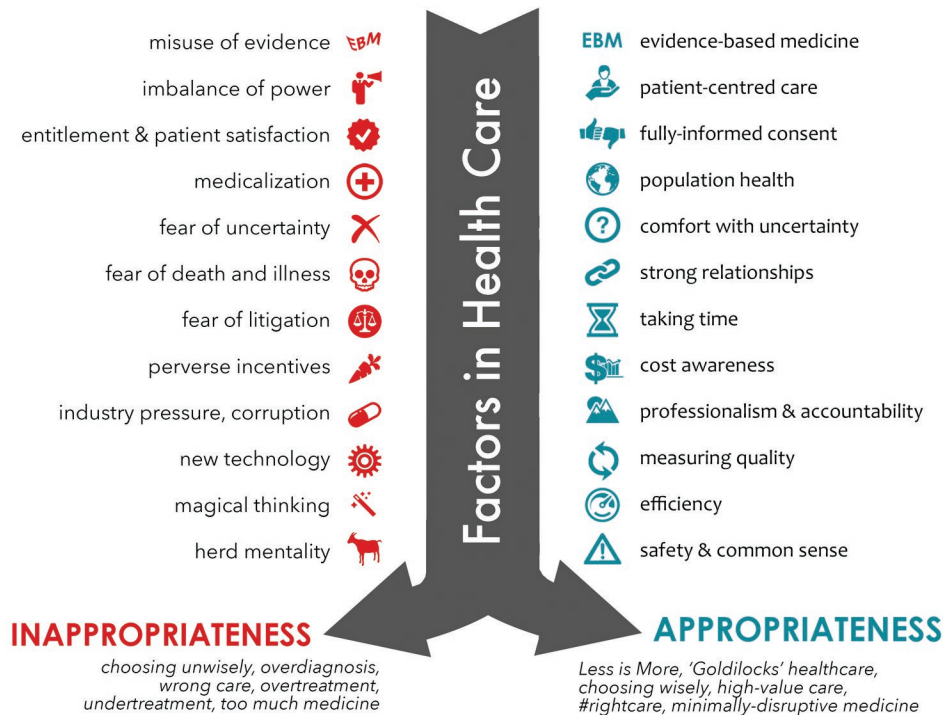 misuse of evidence EBM
imbalance of power
entitlement & patient satisfaction
medicalization
fear of uncertainty
fear of death and illness
fear of litigation
perverse incentives
industry pressure, corruption
new technology
magical thinking
herd mentality
Factors in Health Care
EBM evidence-based medicine
patient-centred care
fully-informed consent
population health
? comfort with uncertainty
strong relationships
taking time
$ cost awareness
professionalism & accountability
measuring quality
efficiency
! safety & common sense
INAPPROPRIATENESS
choosing unwisely, overdiagnosis,
wrong care, overtreatment,
undertreatment, too much medicine
APPROPRIATENESS
Less is More, 'Goldilocks' healthcare,
choosing wisely, high-value care,
#rightcare, minimally-disruptive medicine